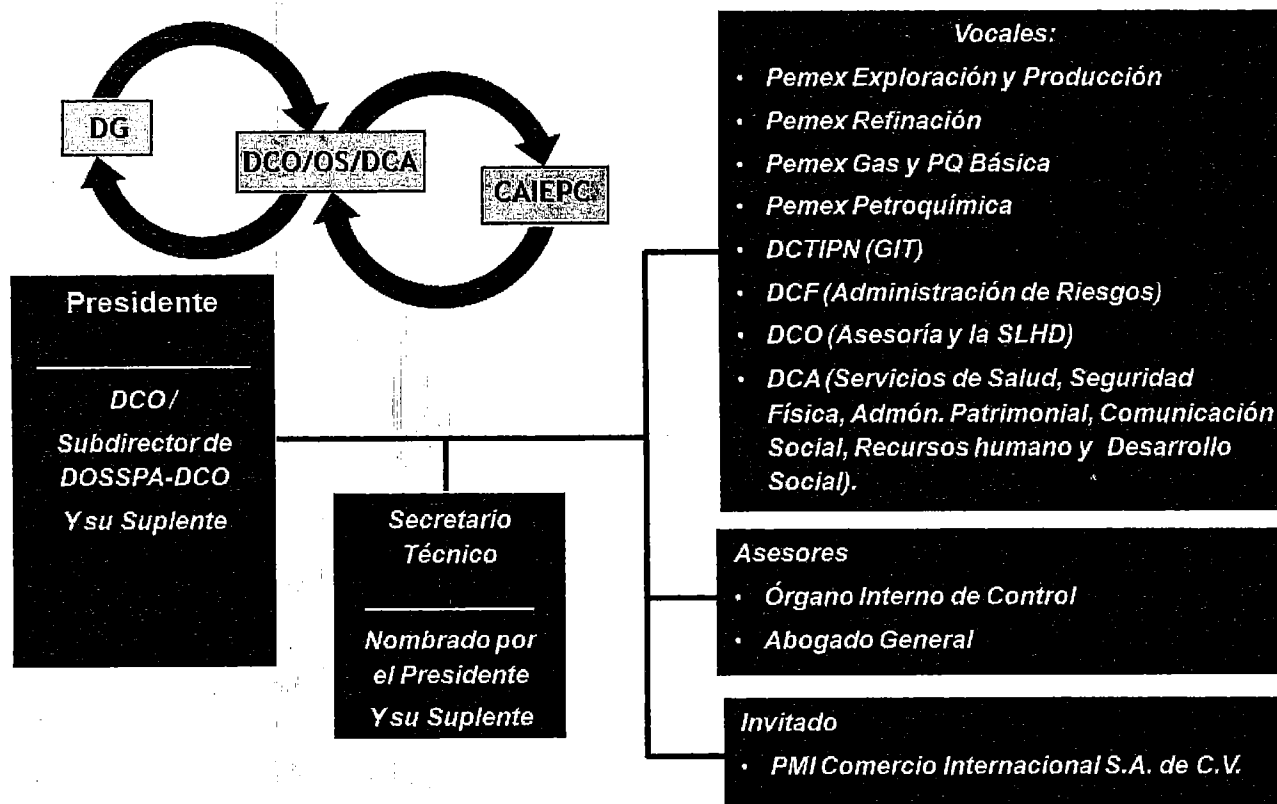 DG
DCO/OS/DCA
CAIEPC
Presidente
DCO /
Subdirector de
DOSSPA-DCO
Y su Suplente
Secretario
Técnico
Nombrado por
el Presidente
Y su Suplente
Vocales:
• Pemex Exploración y Producción
• Pemex Refinación
• Pemex Gas y PQ Básica
• Pemex Petroquímica
• DCTIPN (GIT)
• DCF (Administración de Riesgos)
• DCO (Asesoría y la SLHD)
• DCA (Servicios de Salud, Seguridad
Física, Admón. Patrimonial, Comunicación
Social, Recursos humano y Desarrollo
Social).
Asesores
• Órgano Interno de Control
• Abogado General
Invitado
• PMI Comercio Internacional S.A. de C.V.